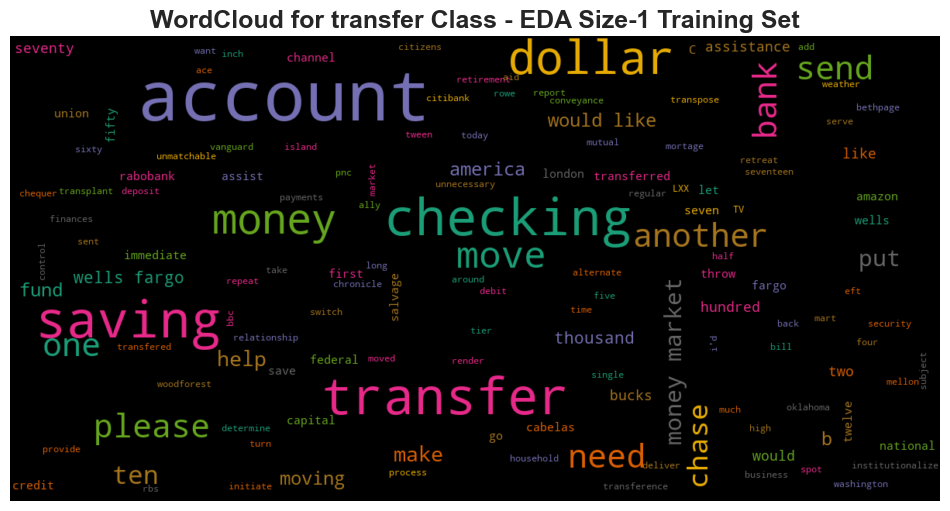 WordCloud for transfer Class - EDA Size-1 Training Set
seventy
want
inch
channel
citizens
dollar
C
assistance
add
send
ace
account
retirement
aid
rowe
report
conveyance
citibank
transpose
bank
weather
bethpage
union
fifty
would like
serve
sixty
unmatchable
vanguard
island
tween
today
mutual
mortage
like
retreat
seventeen
rabobank
assist
pnc
market
america
unnecessary
london
transferred
regular
LXX
let
amazon
chequer
transplant
deposit
payments
ally
finances
money
checking
seven
TV
wells
another
sent
control
immediate
move
half
put
wells fargo
repeat
take
first
long
chronicle
around
alternate
throw
fargo
fund
salvage
debit
five
money market
eft
saving
bbc
switch
time
hundred
back
mart
security
one
transfered
relationship
tier
thousand
i'd
bill
four
help
save
federal
moved
render
single
two
mellon
subject
woodforest
transfer
bucks
please
determine
capital
cabelas
chase
much
oklahoma
twelve
b
go
high
turn
provide
make
process
household
need
deliver
would
national
ten
moving
business
spot
institutionalize
credit
rbs
initiate
transference
washington